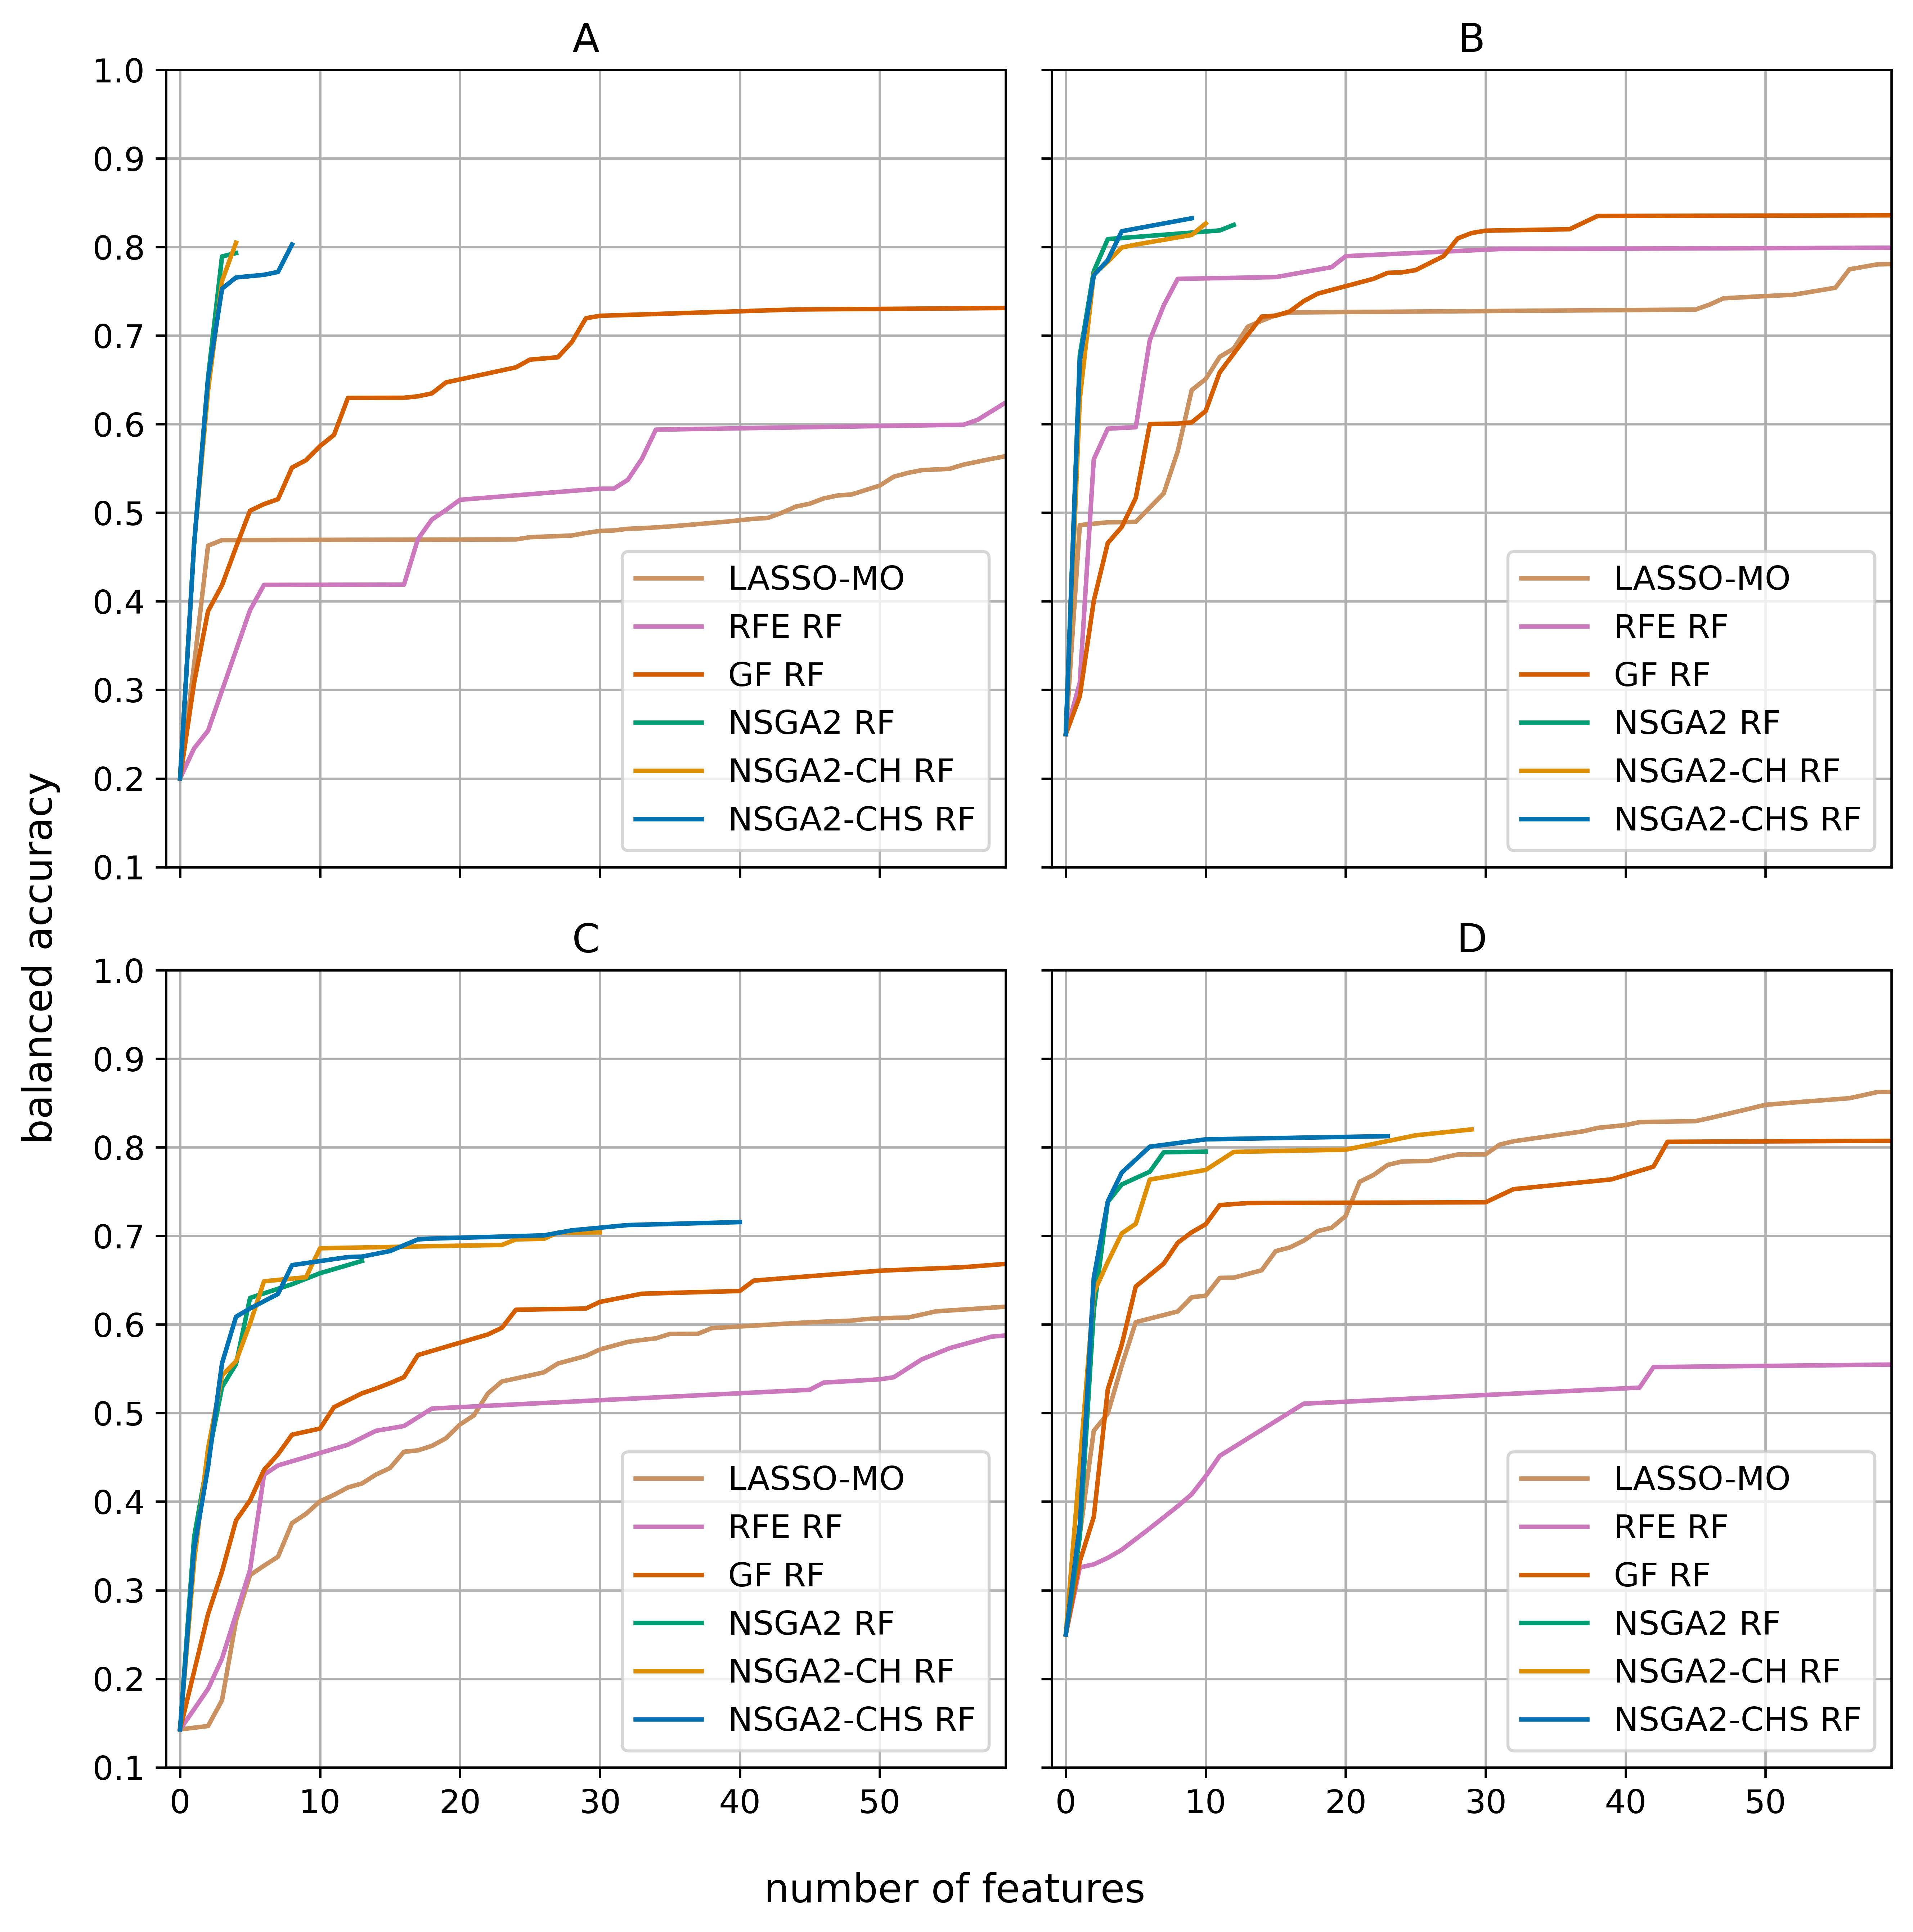 A
B
1.0
0.9
0.8
0.7
0.6
0.5
0.4
0.3
0.2
0.1
LASSO-MO
RFE RF
GF RF
NSGA2 RF
NSGA2-CH RF
NSGA2-CHS RF
LASSO-MO
RFE RF
GF RF
NSGA2 RF
NSGA2-CH RF
NSGA2-CHS RF
balanced accuracy
C
D
1.0
0.9
0.8
0.7
0.6
0.5
0.4
0.3
0.2
0.1
LASSO-MO
RFE RF
GF RF
NSGA2 RF
NSGA2-CH RF
NSGA2-CHS RF
LASSO-MO
RFE RF
GF RF
NSGA2 RF
NSGA2-CH RF
NSGA2-CHS RF
0 10 20 30 40 50
0 10 20 30 40 50
number of features